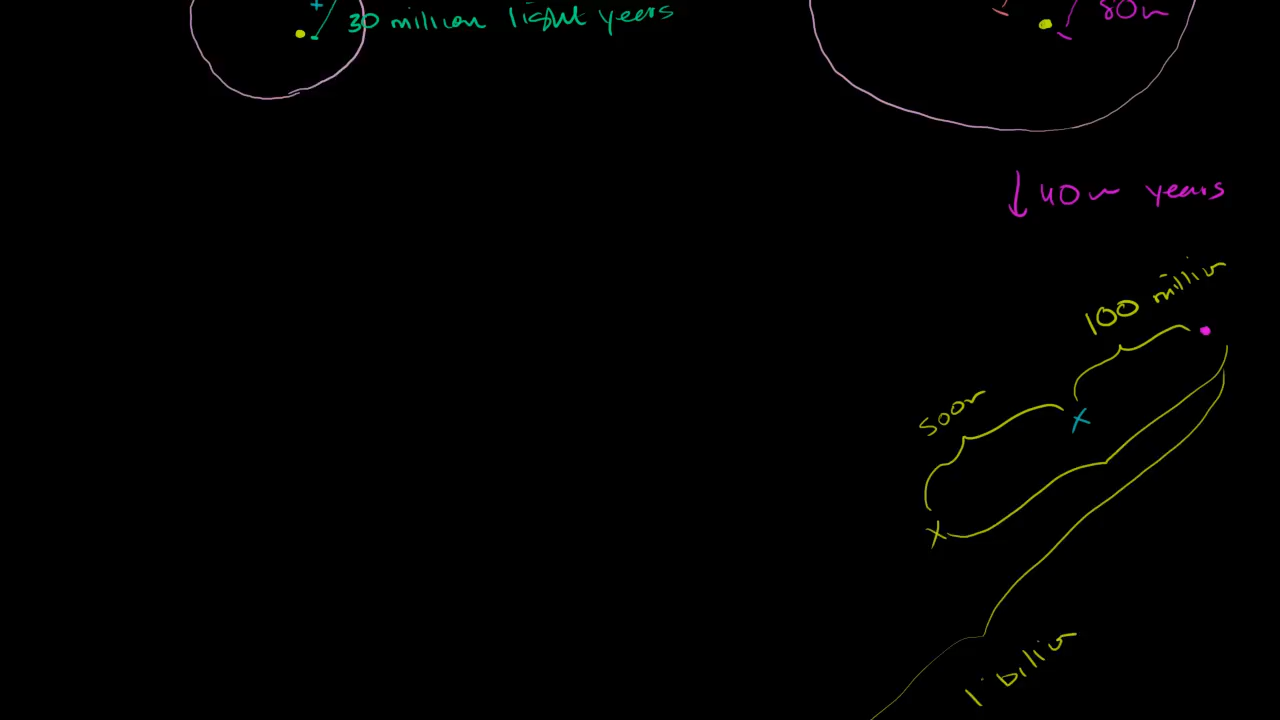 30 million light years
80m
40m years
100 million
500m
1 billion